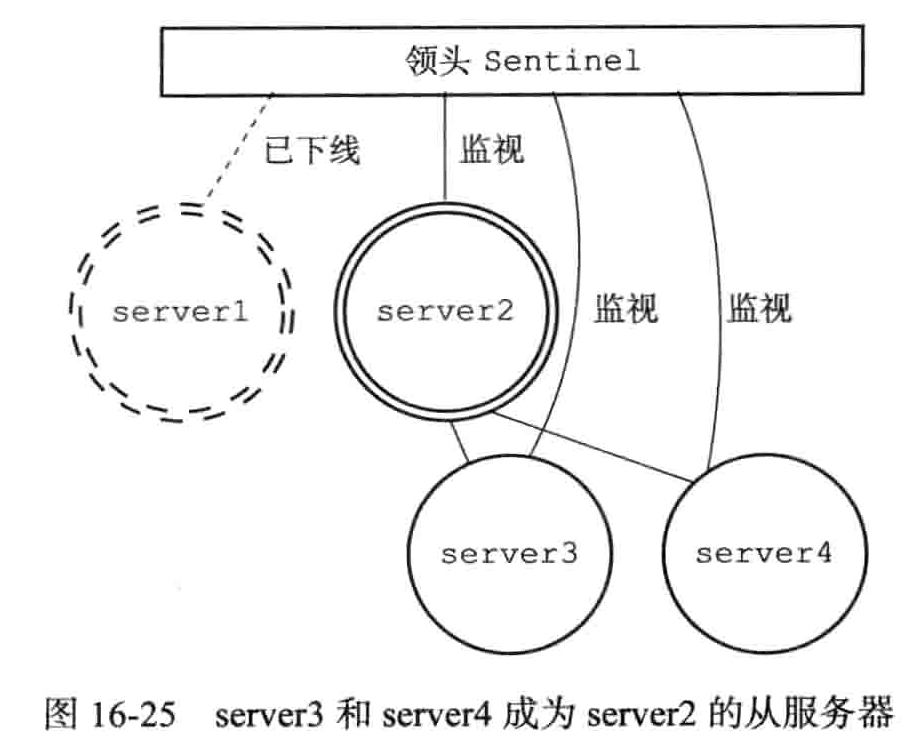 领头 Sentinel
已下线
监视
server1
server2
监视
监视
server3
server4
图 16-25 server3 和 server4 成为 server2 的从服务器